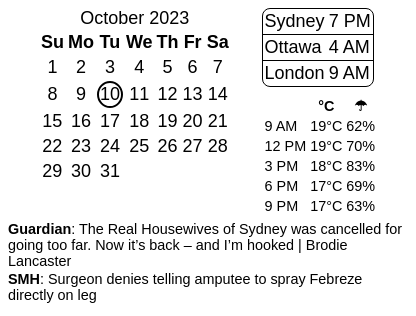 October 2023
Su Mo Tu We Th Fr Sa
1 2 3 4 5 6 7
8 9 10 11 12 13 14
15 16 17 18 19 20 21
22 23 24 25 26 27 28
29 30 31
Sydney 7 PM
Ottawa 4 AM
London 9 AM
°C ☂
9 AM 19°C 62%
12 PM 19°C 70%
3 PM 18°C 83%
6 PM 17°C 69%
9 PM 17°C 63%
Guardian: The Real Housewives of Sydney was cancelled for
going too far. Now it’s back – and I’m hooked | Brodie
Lancaster
SMH: Surgeon denies telling amputee to spray Febreze
directly on leg